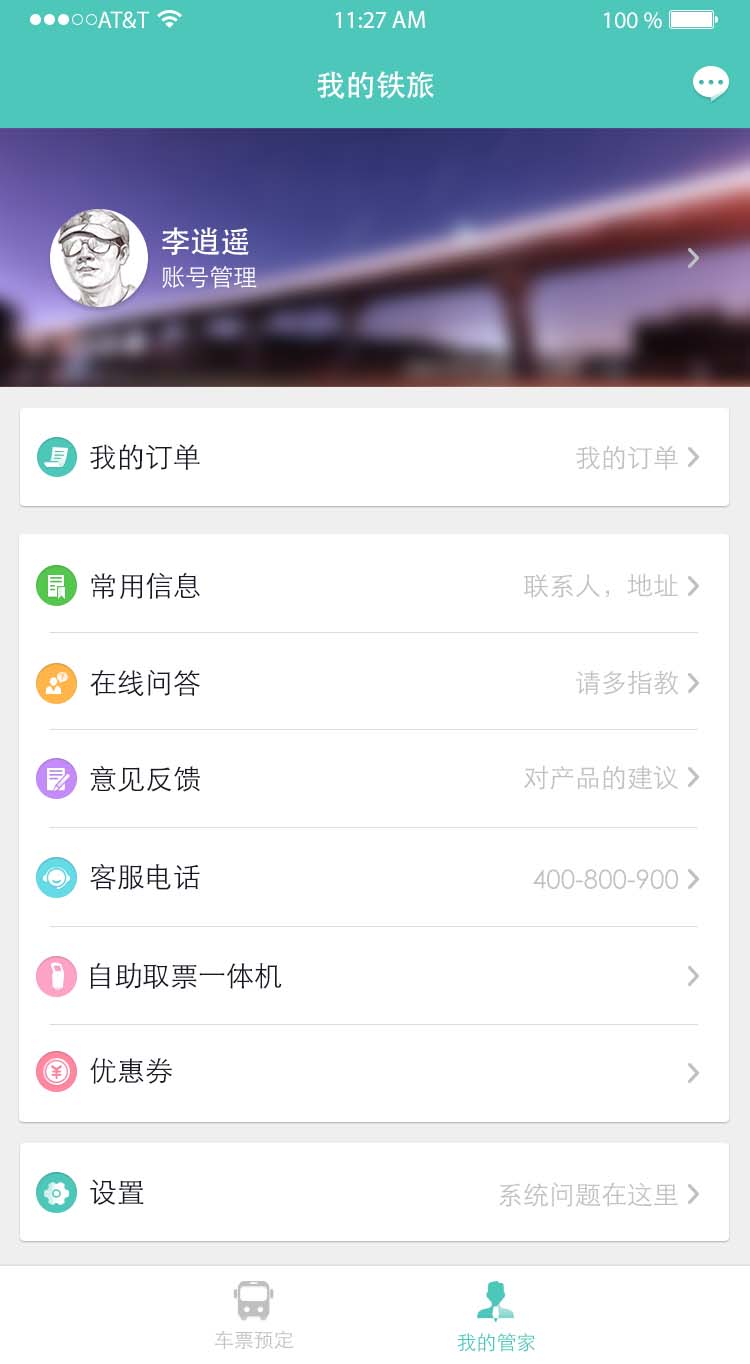 AT&T 11:27 AM 100 %
我的铁旅
李逍遥
账号管理
我的订单 我的订单
常用信息 联系人，地址
在线问答 请多指教
意见反馈 对产品的建议
客服电话 400-800-900
自助取票一体机
优惠券
设置 系统问题在这里
车票预定 我的管家